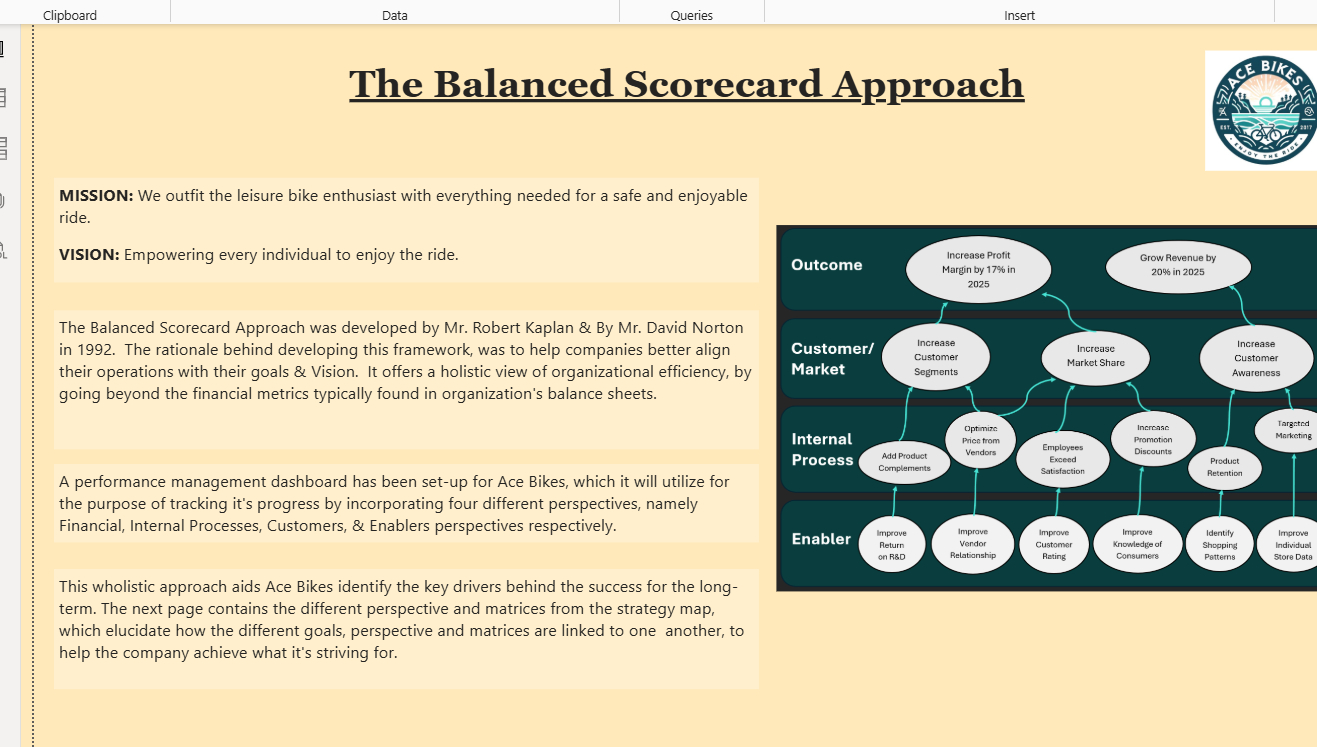 Clipboard
Data
Queries
Insert
The Balanced Scorecard Approach
ACE BIKES
EST.
2017
ENJOY THE RIDE
MISSION: We outfit the leisure bike enthusiast with everything needed for a safe and enjoyable
ride.
VISION: Empowering every individual to enjoy the ride.
The Balanced Scorecard Approach was developed by Mr. Robert Kaplan & By Mr. David Norton
in 1992.  The rationale behind developing this framework, was to help companies better align
their operations with their goals & Vision.  It offers a holistic view of organizational efficiency, by
going beyond the financial metrics typically found in organization's balance sheets.
A performance management dashboard has been set-up for Ace Bikes, which it will utilize for
the purpose of tracking it's progress by incorporating four different perspectives, namely
Financial, Internal Processes, Customers, & Enablers perspectives respectively.
This wholistic approach aids Ace Bikes identify the key drivers behind the success for the long-
term. The next page contains the different perspective and matrices from the strategy map,
which elucidate how the different goals, perspective and matrices are linked to one  another, to
help the company achieve what it's striving for.
Outcome
Increase Profit
Margin by 17% in
2025
Grow Revenue by
20% in 2025
Customer/
Market
Increase
Customer
Segments
Increase
Market Share
Increase
Customer
Awareness
Internal
Process
Add Product
Complements
Optimize
Price from
Vendors
Employees
Exceed
Satisfaction
Increase
Promotion
Discounts
Product
Retention
Targeted
Marketing
Enabler
Improve
Return
on R&D
Improve
Vendor
Relationship
Improve
Customer
Rating
Improve
Knowledge of
Consumers
Identify
Shopping
Patterns
Improve
Individual
Store Data